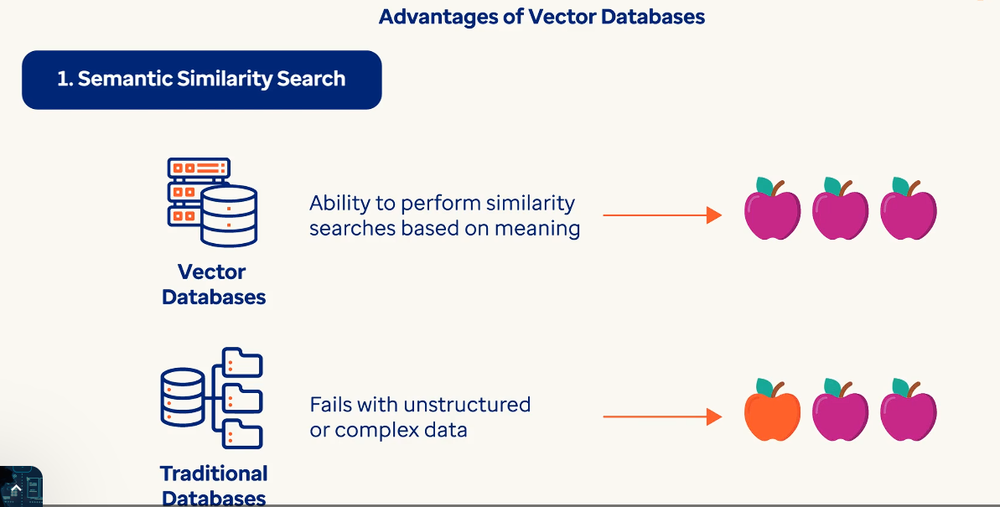 Advantages of Vector Databases
1. Semantic Similarity Search
Ability to perform similarity
searches based on meaning
Vector
Databases
Fails with unstructured
or complex data
Traditional
Databases